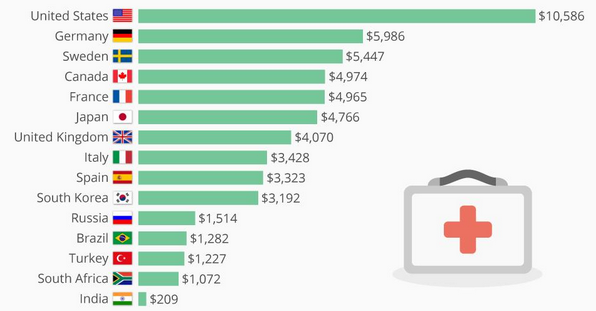 United States $10,586
Germany $5,986
Sweden $5,447
Canada $4,974
France $4,965
Japan $4,766
United Kingdom $4,070
Italy $3,428
Spain $3,323
South Korea $3,192
Russia $1,514
Brazil $1,282
Turkey $1,227
South Africa $1,072
India $209